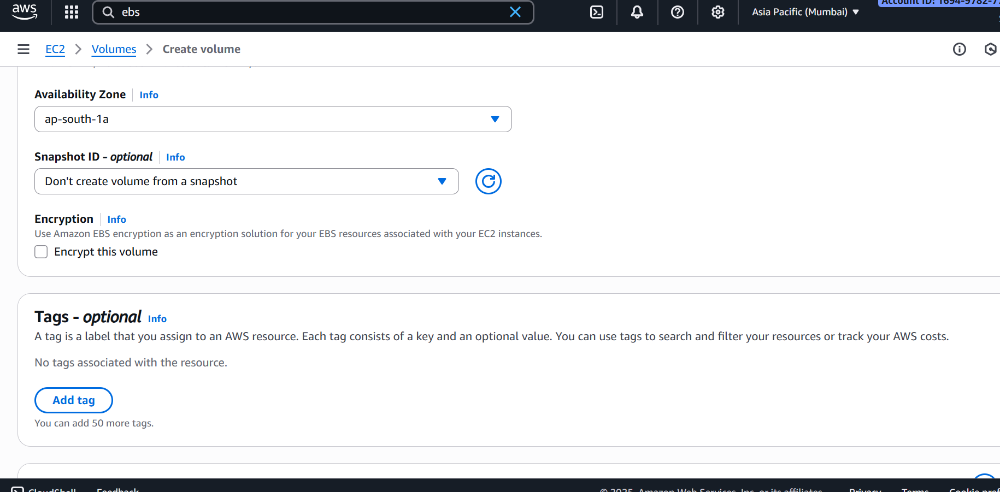 aws
ebs
Asia Pacific (Mumbai)
Account ID: 1694-9782-7
EC2
Volumes
Create volume
Availability Zone
Info
ap-south-1a
Snapshot ID - optional
Info
Don't create volume from a snapshot
Encryption
Info
Use Amazon EBS encryption as an encryption solution for your EBS resources associated with your EC2 instances.
Encrypt this volume
Tags - optional
Info
A tag is a label that you assign to an AWS resource. Each tag consists of a key and an optional value. You can use tags to search and filter your resources or track your AWS costs.
No tags associated with the resource.
Add tag
You can add 50 more tags.
CloudShell
Feedback
© 2025, Amazon Web Services, Inc. or its affiliates.
Privacy
Terms
Cookie pref